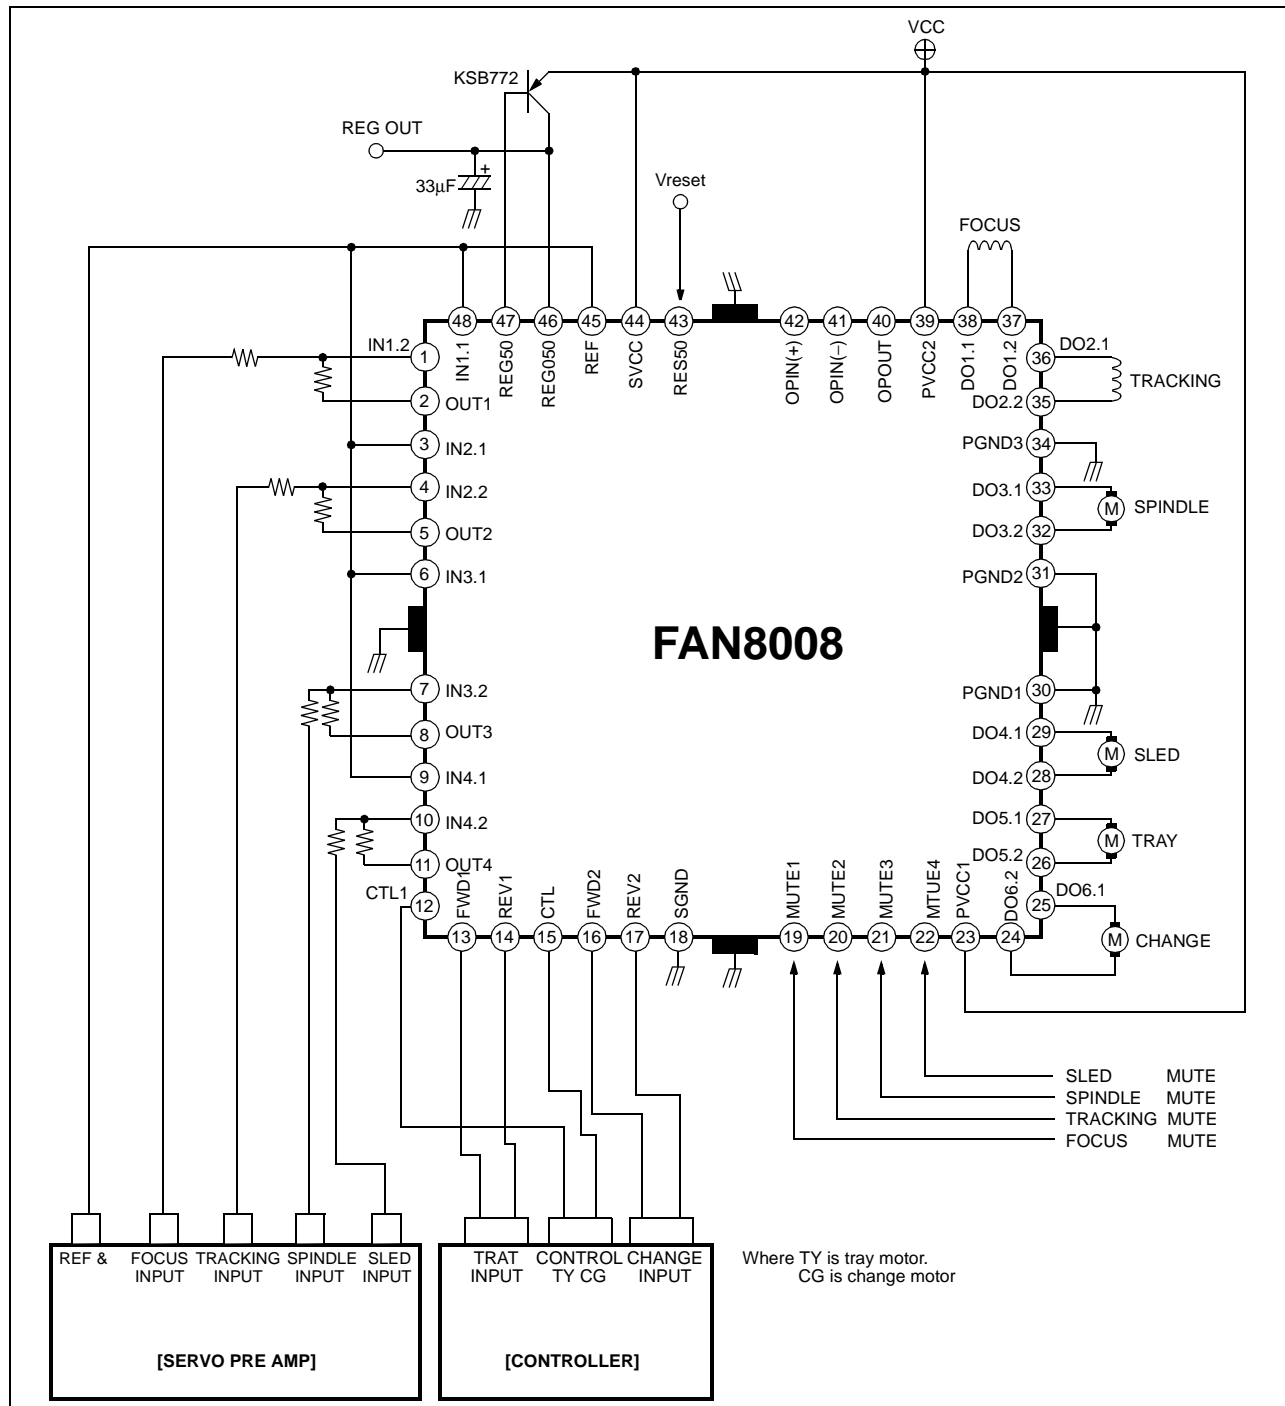 VCC
KSB772
REG OUT
33µF
+
Vreset
FOCUS
48 47 46 45 44 43 42 41 40 39 38 37
IN1.1
REG50
REG050
REF
SVCC
RES50
OPIN(+)
OPIN(−)
OPOUT
PVCC2
DO1.1
DO1.2
IN1.2
1
2 OUT1
3 IN2.1
4 IN2.2
5 OUT2
6 IN3.1
7 IN3.2
8 OUT3
9 IN4.1
10 IN4.2
11 OUT4
CTL1
12
FAN8008
36 DO2.1
TRACKING
DO2.2 35
PGND3 34
DO3.1 33
M SPINDLE
DO3.2 32
PGND2 31
PGND1 30
DO4.1 29
M SLED
DO4.2 28
DO5.1 27
M TRAY
DO5.2 26
DO6.1
25
M CHANGE
FWD1
REV1
CTL
FWD2
REV2
SGND
MUTE1
MUTE2
MUTE3
MTUE4
PVCC1
DO6.2
13 14 15 16 17 18 19 20 21 22 23 24
SLED MUTE
SPINDLE MUTE
TRACKING MUTE
FOCUS MUTE
REF &
FOCUS
INPUT
TRACKING
INPUT
SPINDLE
INPUT
SLED
INPUT
[SERVO PRE AMP]
TRAT
INPUT
CONTROL
TY CG
CHANGE
INPUT
[CONTROLLER]
Where TY is tray motor.
CG is change motor